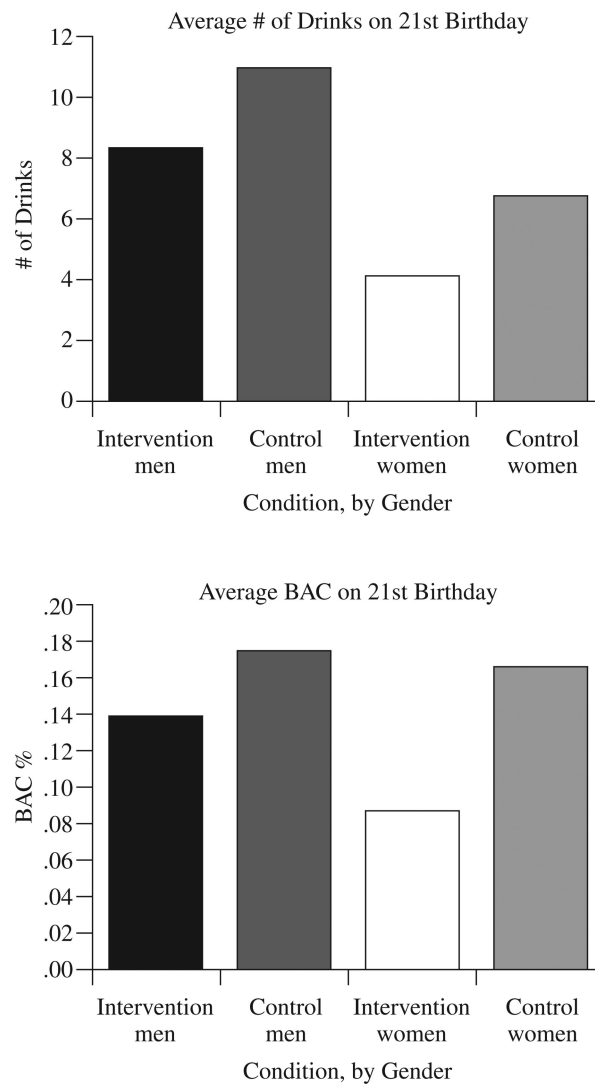 Average # of Drinks on 21st Birthday
12
10
8
6
4
2
0
# of Drinks
Intervention men
Control men
Intervention women
Control women
Condition, by Gender
Average BAC on 21st Birthday
.20
.18
.16
.14
.12
.10
.08
.06
.04
.02
.00
BAC %
Intervention men
Control men
Intervention women
Control women
Condition, by Gender